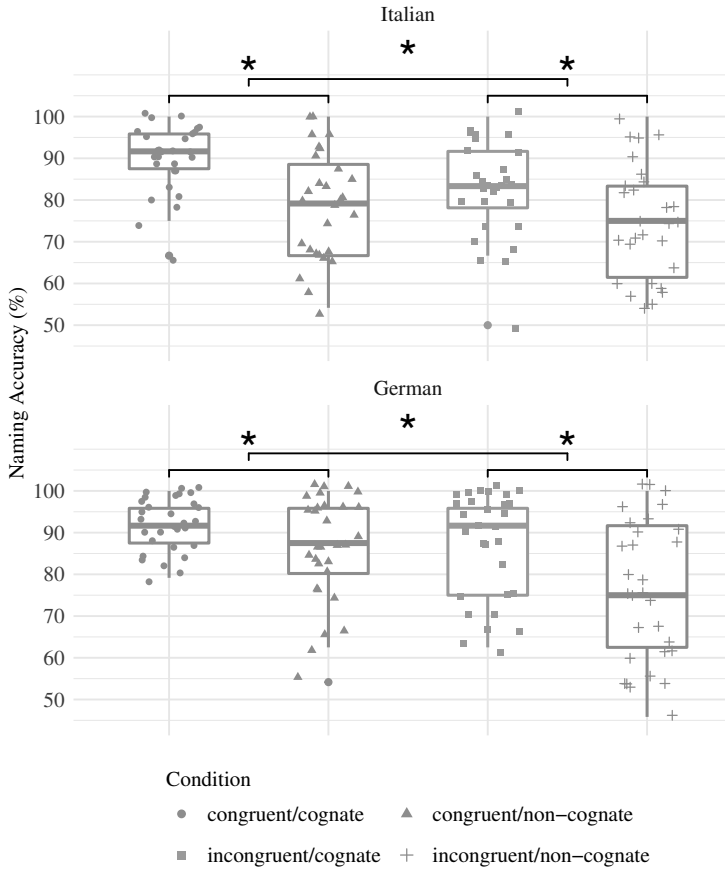 Italian
*
* *
100
90
80
70
60
50
Naming Accuracy (%)
German
*
* *
100
90
80
70
60
50
Condition
congruent/cognate congruent/non−cognate
incongruent/cognate incongruent/non−cognate